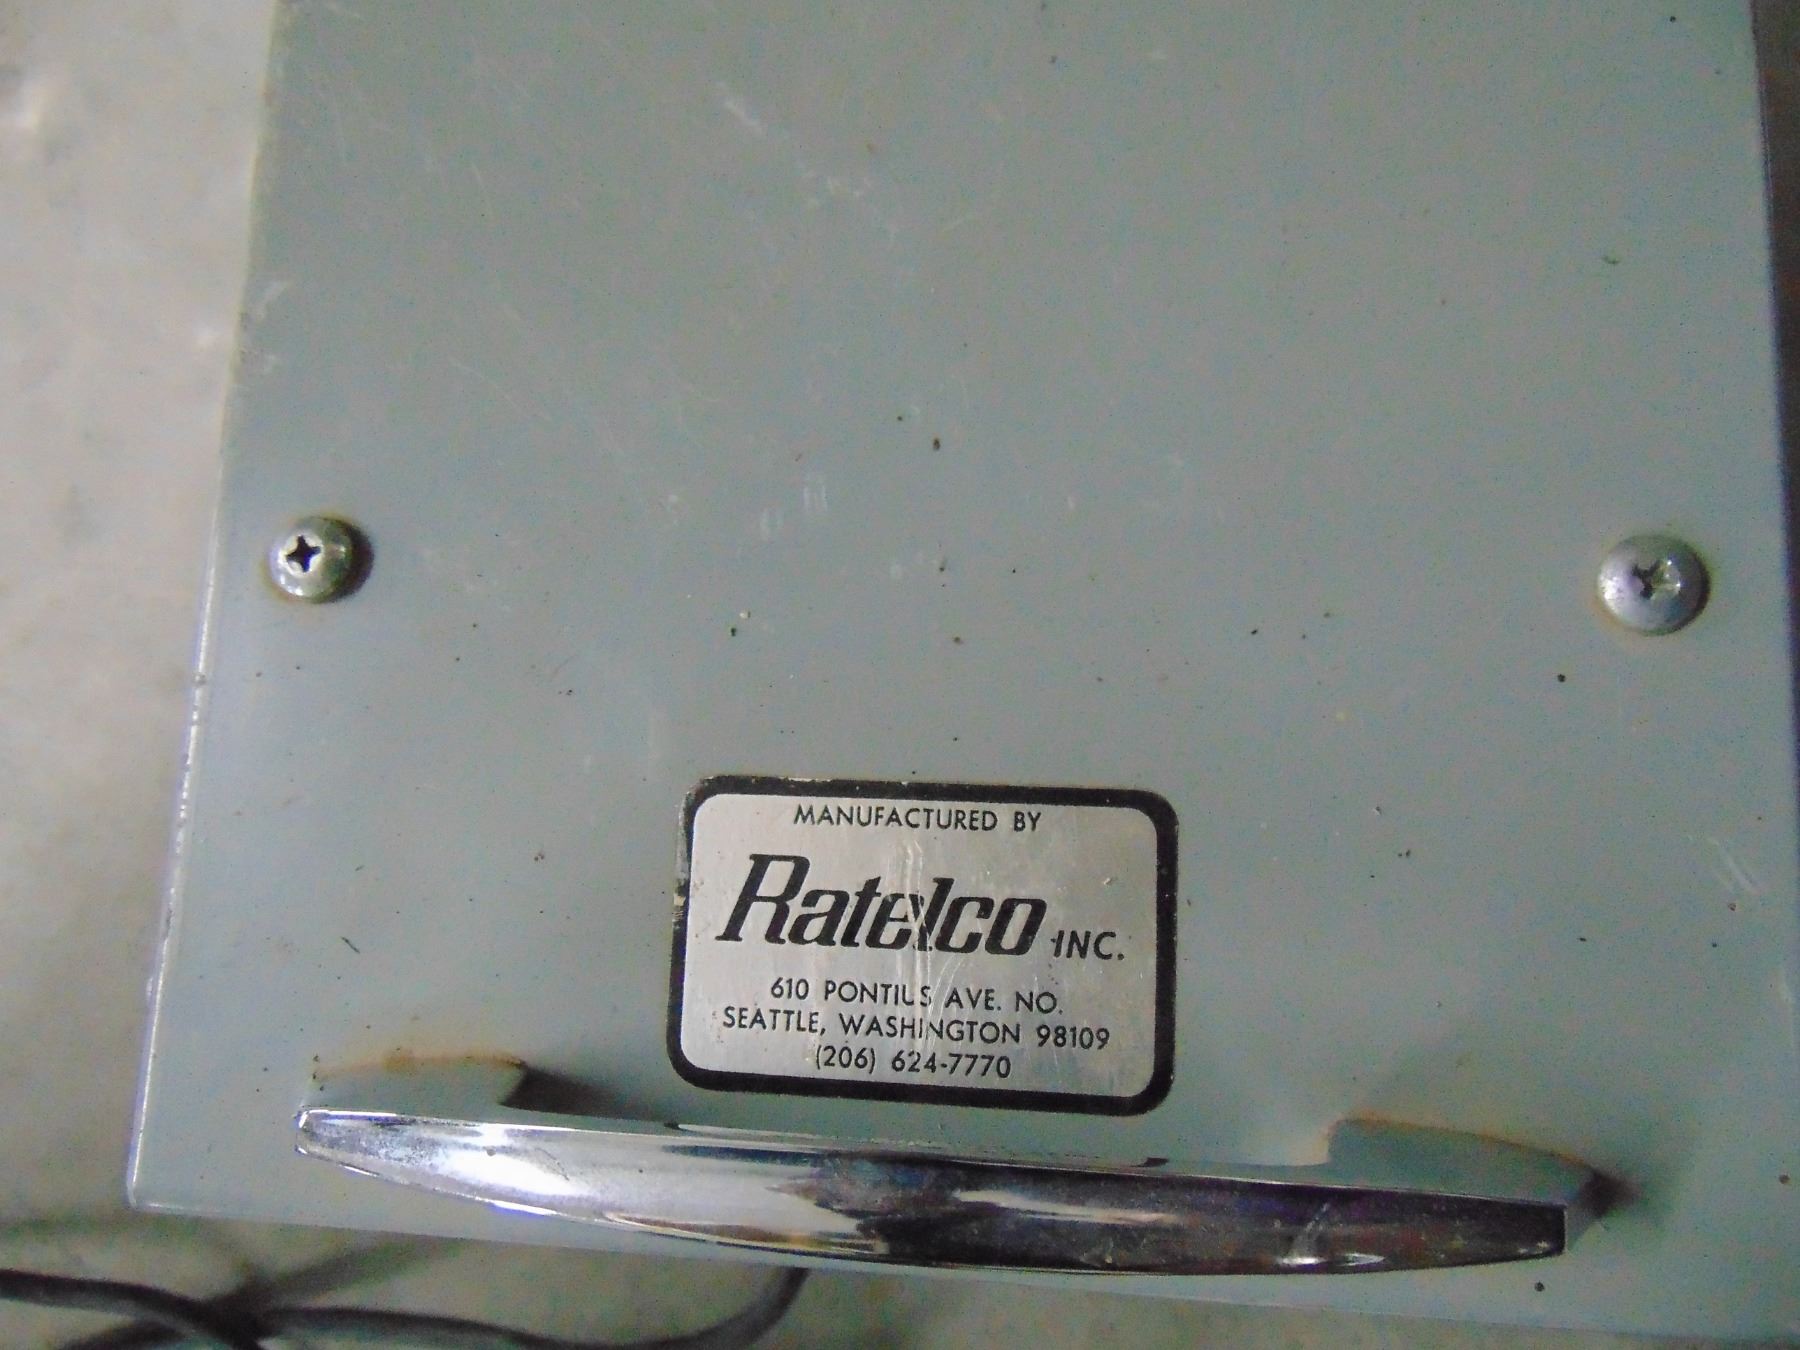 MANUFACTURED BY
Ratelco INC.
610 PONTIUS AVE. NO.
SEATTLE, WASHINGTON 98109
(206) 624-7770